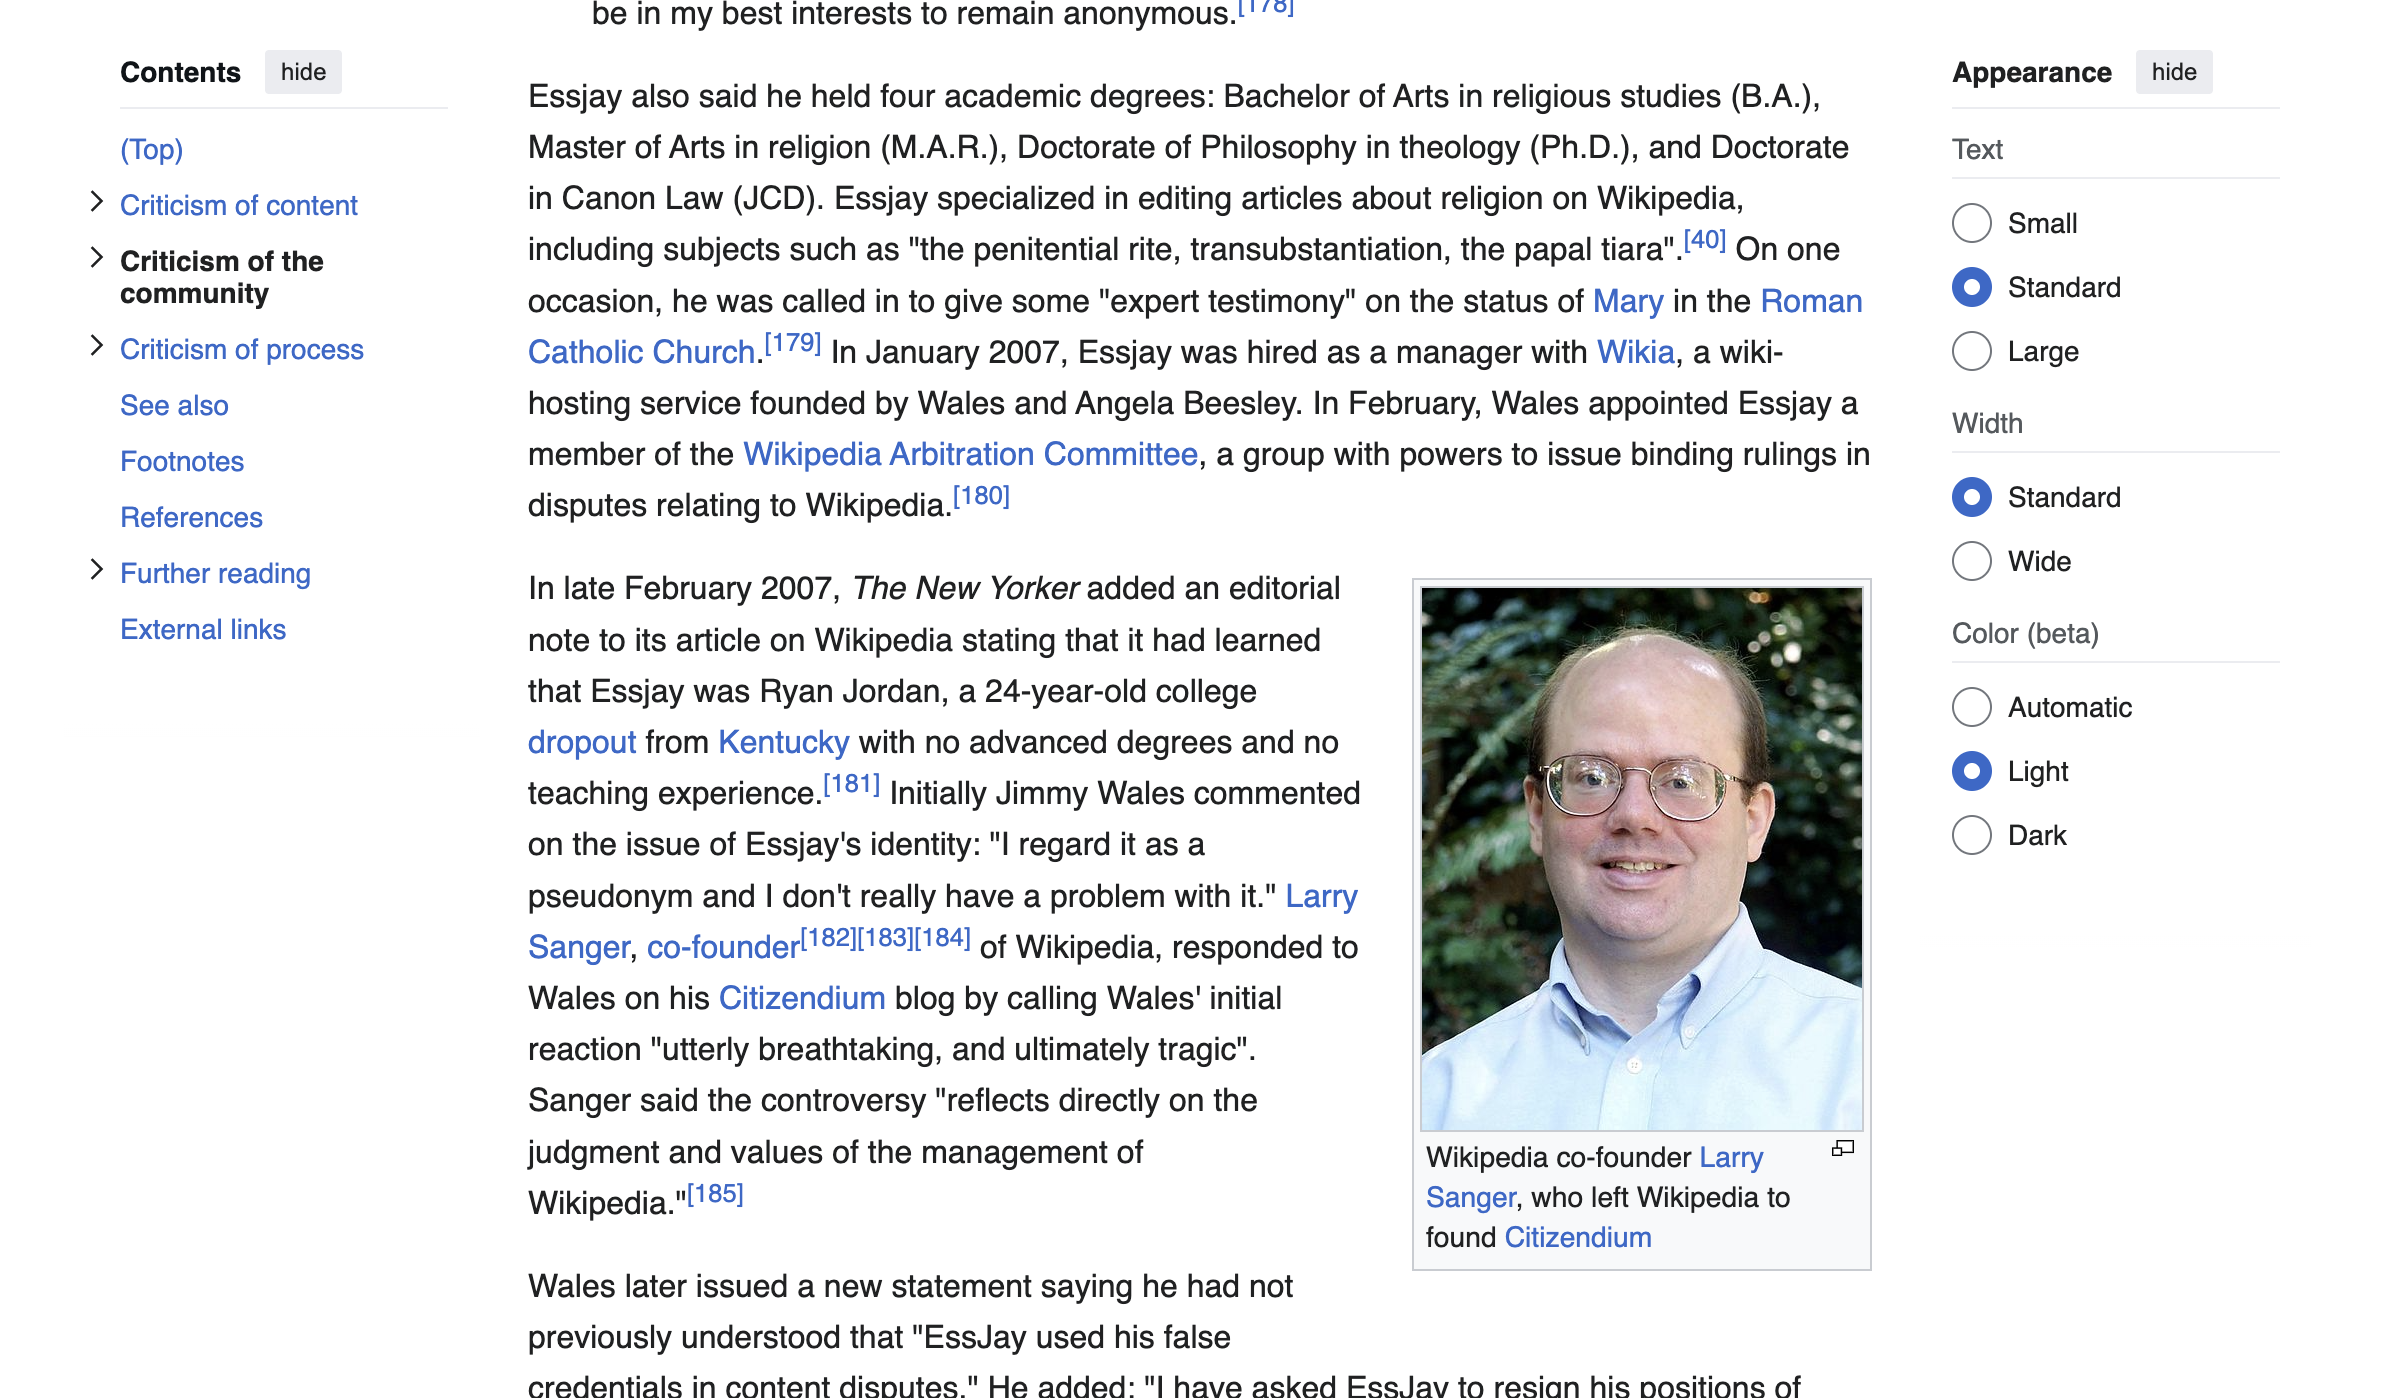 be in my best interests to remain anonymous.[178]
Contents hide
(Top)
Criticism of content
Criticism of the
community
Criticism of process
See also
Footnotes
References
Further reading
External links
Essjay also said he held four academic degrees: Bachelor of Arts in religious studies (B.A.),
Master of Arts in religion (M.A.R.), Doctorate of Philosophy in theology (Ph.D.), and Doctorate
in Canon Law (JCD). Essjay specialized in editing articles about religion on Wikipedia,
including subjects such as "the penitential rite, transubstantiation, the papal tiara".[40] On one
occasion, he was called in to give some "expert testimony" on the status of Mary in the Roman
Catholic Church.[179] In January 2007, Essjay was hired as a manager with Wikia, a wiki-
hosting service founded by Wales and Angela Beesley. In February, Wales appointed Essjay a
member of the Wikipedia Arbitration Committee, a group with powers to issue binding rulings in
disputes relating to Wikipedia.[180]
In late February 2007, The New Yorker added an editorial
note to its article on Wikipedia stating that it had learned
that Essjay was Ryan Jordan, a 24-year-old college
dropout from Kentucky with no advanced degrees and no
teaching experience.[181] Initially Jimmy Wales commented
on the issue of Essjay's identity: "I regard it as a
pseudonym and I don't really have a problem with it." Larry
Sanger, co-founder[182][183][184] of Wikipedia, responded to
Wales on his Citizendium blog by calling Wales' initial
reaction "utterly breathtaking, and ultimately tragic".
Sanger said the controversy "reflects directly on the
judgment and values of the management of
Wikipedia."[185]
Wikipedia co-founder Larry
Sanger, who left Wikipedia to
found Citizendium
Wales later issued a new statement saying he had not
previously understood that "EssJay used his false
credentials in content disputes." He added: "I have asked EssJay to resign his positions of
Appearance hide
Text
Small
Standard
Large
Width
Standard
Wide
Color (beta)
Automatic
Light
Dark